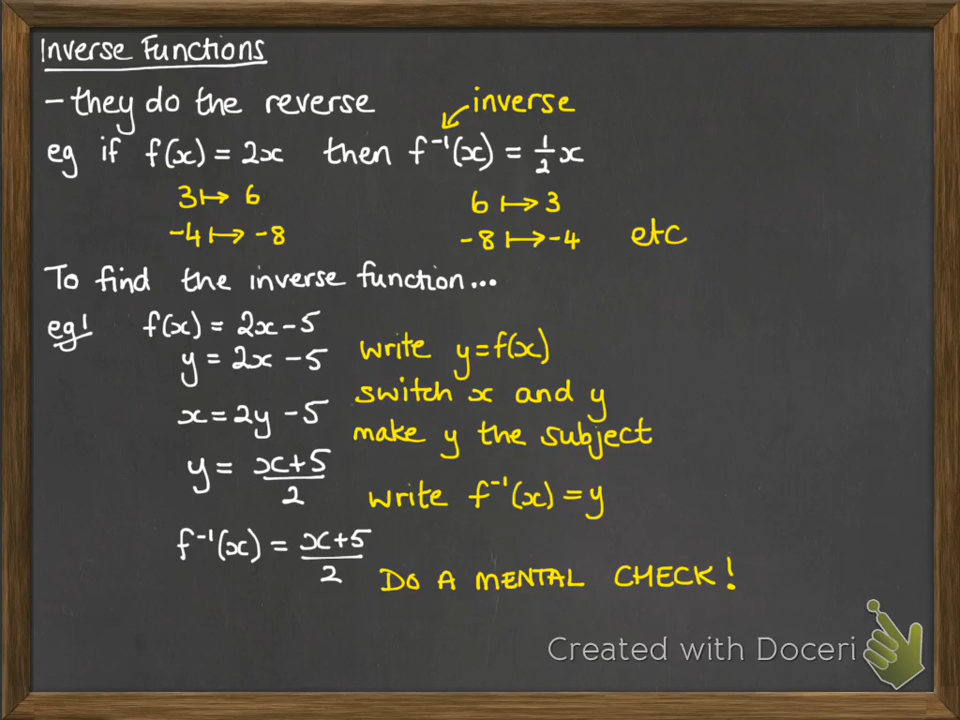 Inverse Functions
- they do the reverse
inverse
eg if f(x) = 2x then f⁻¹(x) = 1/2 x
3 ↦ 6
6 ↦ 3
-4 ↦ -8
-8 ↦ -4 etc
To find the inverse function...
eg1 f(x) = 2x - 5
y = 2x - 5 write y = f(x)
switch x and y
x = 2y - 5
make y the subject
y = x+5/2
write f⁻¹(x) = y
f⁻¹(x) = x+5/2
DO A MENTAL CHECK!
Created with Doceri